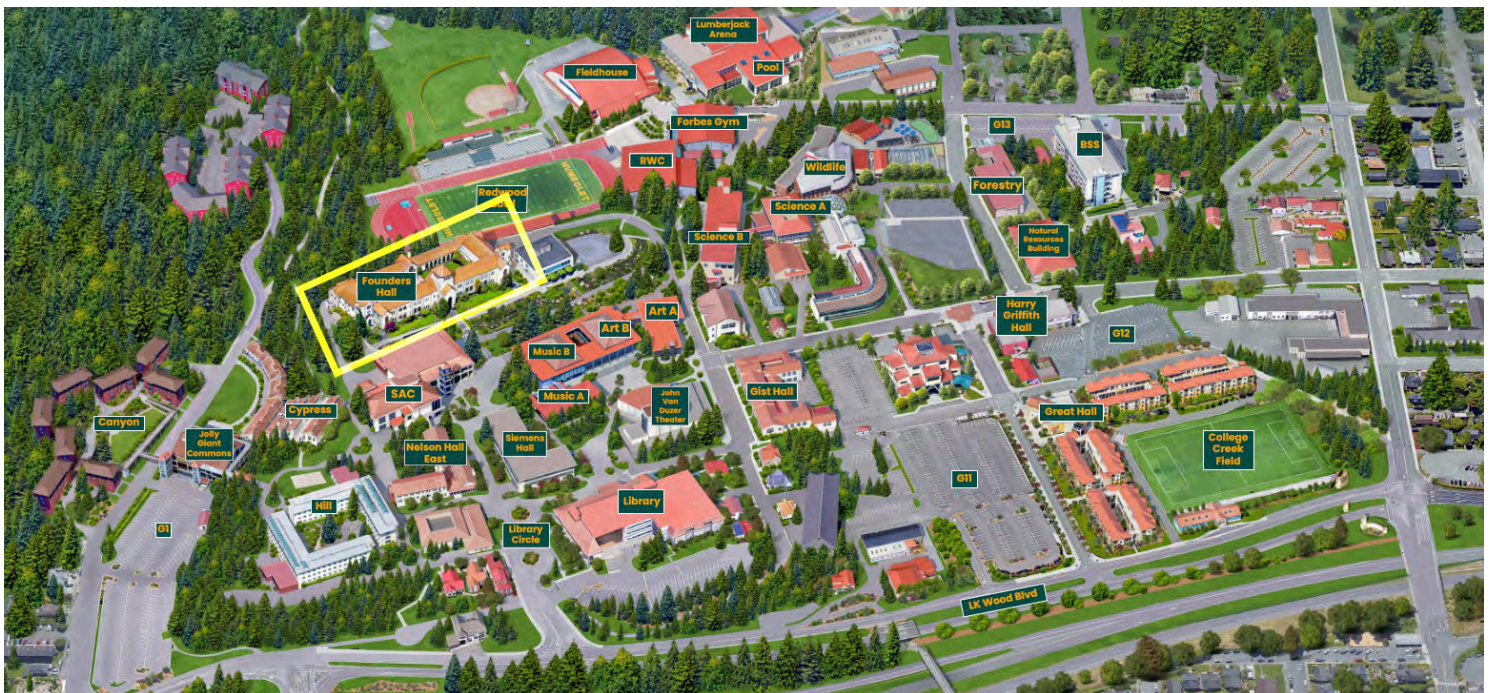 Lumberjack
Arena
Pool
Fieldhouse
Forbes Gym
G13
BSS
RWC
Wildlife
Redwood
Forestry
Science A
Science B
Natural
Resources
Building
Founders
Hall
Art A
Art B
Harry
Griffith
Hall
G12
Music B
SAC
Music A
John
Van
Duzer
Theater
Gist Hall
Cypress
Great Hall
Canyon
Jolly
Giant
Commons
Nelson Hall
East
Siemens
Hall
College
Creek
Field
G11
Hill
Library
G1
Library
Circle
LK Wood Blvd